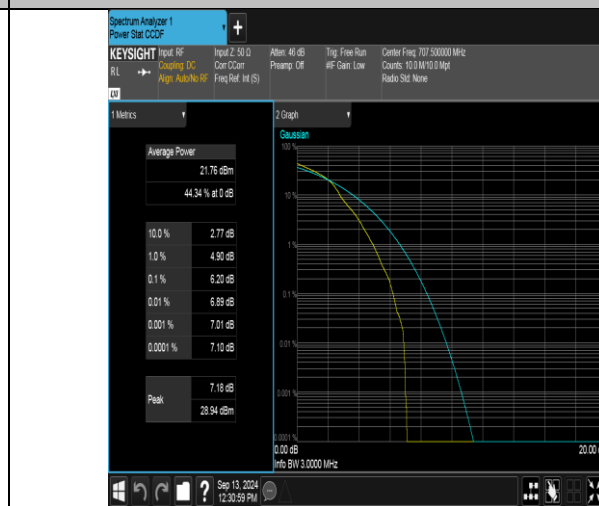 Spectrum Analyzer 1
Power Stat CCDF
+
KEYSIGHT
RL
Input: RF
Coupling: DC
Align: Auto/No RF
Input Z: 50 Ω
Corr CCorr
Freq Ref: Int (S)
Atten: 46 dB
Preamp: Off
Trig: Free Run
#IF Gain: Low
Center Freq: 707.500000 MHz
Counts: 10.0 M/10.0 Mpt
Radio Std: None
LXI
1 Metrics
Average Power
21.76 dBm
44.34 % at 0 dB
10.0 % 2.77 dB
1.0 % 4.90 dB
0.1 % 6.20 dB
0.01 % 6.89 dB
0.001 % 7.01 dB
0.0001 % 7.10 dB
Peak
7.18 dB
28.94 dBm
2 Graph
Gaussian
100 %
10 %
1 %
0.1 %
0.01 %
0.001 %
0.0001 %
0.00 dB
20.00
Info BW 3.0000 MHz
?
Sep 13, 2024
12:30:59 PM